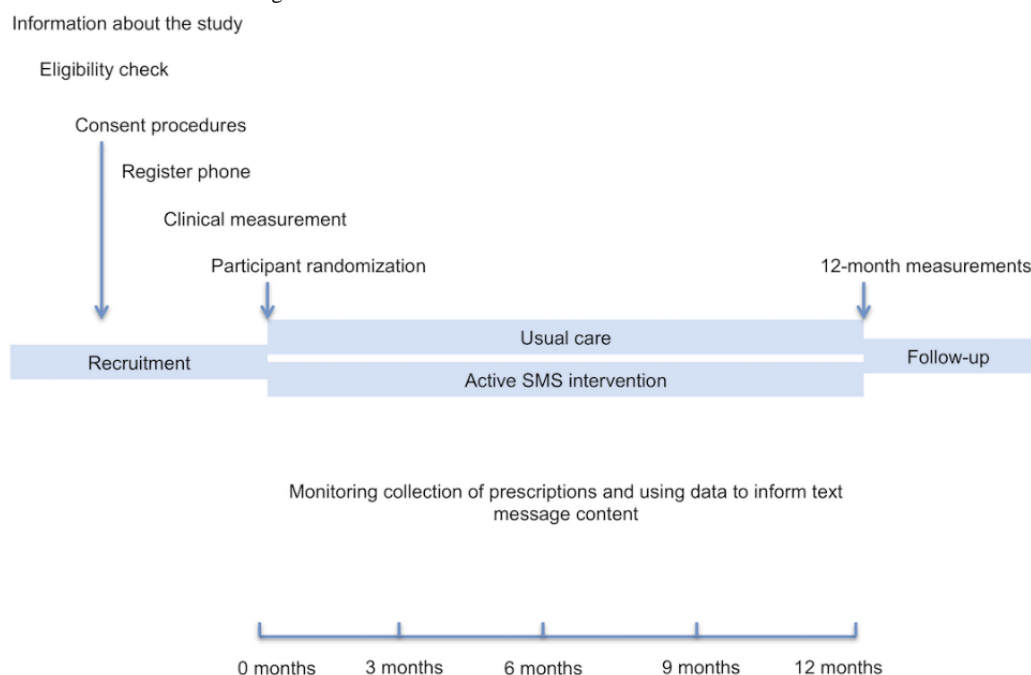 Information about the study
Eligibility check
Consent procedures
Register phone
Clinical measurement
Participant randomization
12-month measurements
Usual care
Recruitment
Follow-up
Active SMS intervention
Monitoring collection of prescriptions and using data to inform text
message content
0 months
3 months
6 months
9 months
12 months